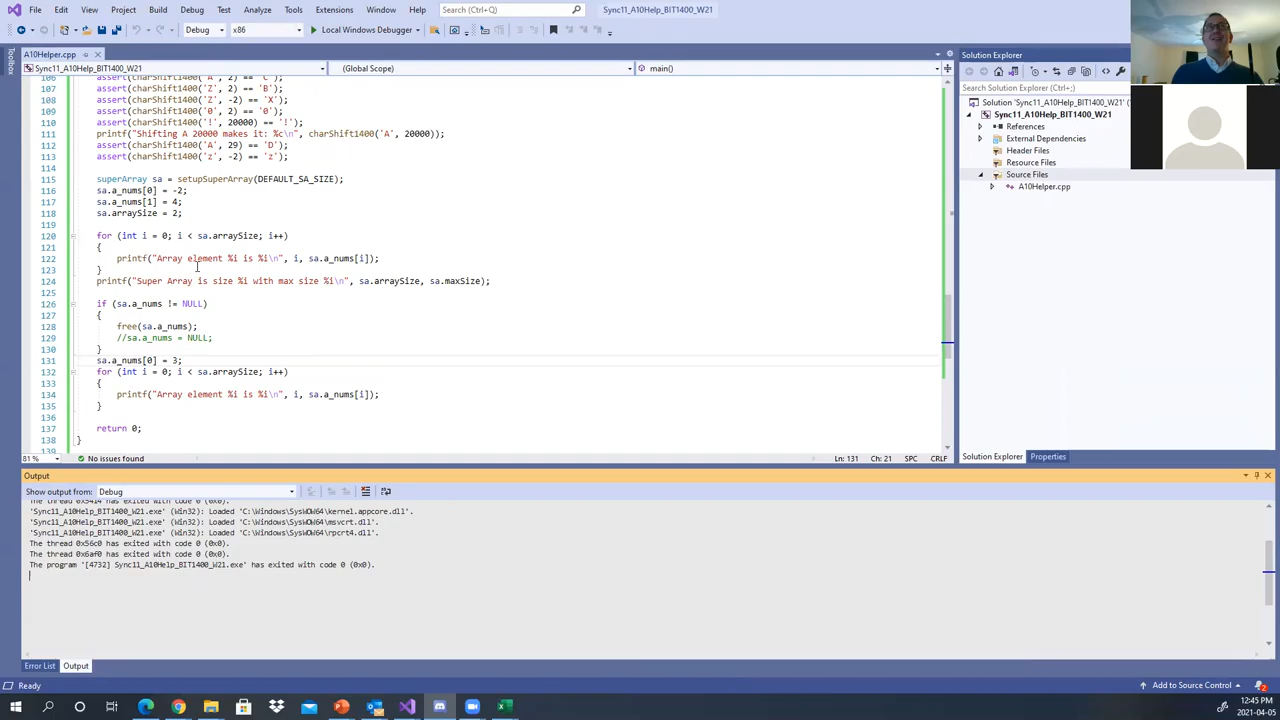 File Edit View Project Build Debug Test Analyze Tools Extensions Window Help Search (Ctrl+;) Sync11_A10Help_BIT1400_W21
Debug x86 Local Windows Debugger
Toolbox
A10Helper.cpp
Sync11_A10Help_BIT1400_W21 (Global Scope) main()
106 assert(charShift1400('A', 2) == 'C');
107 assert(charShift1400('Z', 2) == 'B');
108 assert(charShift1400('Z', -2) == 'X');
109 assert(charShift1400('0', 2) == '0');
110 assert(charShift1400('!', 20000) == '!');
111 printf("Shifting A 20000 makes it: %c\n", charShift1400('A', 20000));
112 assert(charShift1400('A', 29) == 'D');
113 assert(charShift1400('z', -2) == 'z');
114
115 superArray sa = setupSuperArray(DEFAULT_SA_SIZE);
116 sa.a_nums[0] = -2;
117 sa.a_nums[1] = 4;
118 sa.arraySize = 2;
119
120 for (int i = 0; i < sa.arraySize; i++)
121 {
122 printf("Array element %i is %i\n", i, sa.a_nums[i]);
123 }
124 printf("Super Array is size %i with max size %i\n", sa.arraySize, sa.maxSize);
125
126 if (sa.a_nums != NULL)
127 {
128 free(sa.a_nums);
129 //sa.a_nums = NULL;
130 }
131 sa.a_nums[0] = 3;
132 for (int i = 0; i < sa.arraySize; i++)
133 {
134 printf("Array element %i is %i\n", i, sa.a_nums[i]);
135 }
136
137 return 0;
138 }
139
81 % No issues found Ln: 131 Ch: 21 SPC CRLF
Solution Explorer
Search Solution Explorer (Ctrl+;)
Solution 'Sync11_A10Help_BIT1400_W21' (1
Sync11_A10Help_BIT1400_W21
References
External Dependencies
Header Files
Resource Files
Source Files
A10Helper.cpp
Solution Explorer Properties
Output
Show output from: Debug
The thread 0x5414 has exited with code 0 (0x0).
'Sync11_A10Help_BIT1400_W21.exe' (Win32): Loaded 'C:\Windows\SysWOW64\kernel.appcore.dll'.
'Sync11_A10Help_BIT1400_W21.exe' (Win32): Loaded 'C:\Windows\SysWOW64\msvcrt.dll'.
'Sync11_A10Help_BIT1400_W21.exe' (Win32): Loaded 'C:\Windows\SysWOW64\rpcrt4.dll'.
The thread 0x56c0 has exited with code 0 (0x0).
The thread 0x6af0 has exited with code 0 (0x0).
The program '[4732] Sync11_A10Help_BIT1400_W21.exe' has exited with code 0 (0x0).
Error List Output
Ready Add to Source Control 2
12:45 PM
2021-04-05